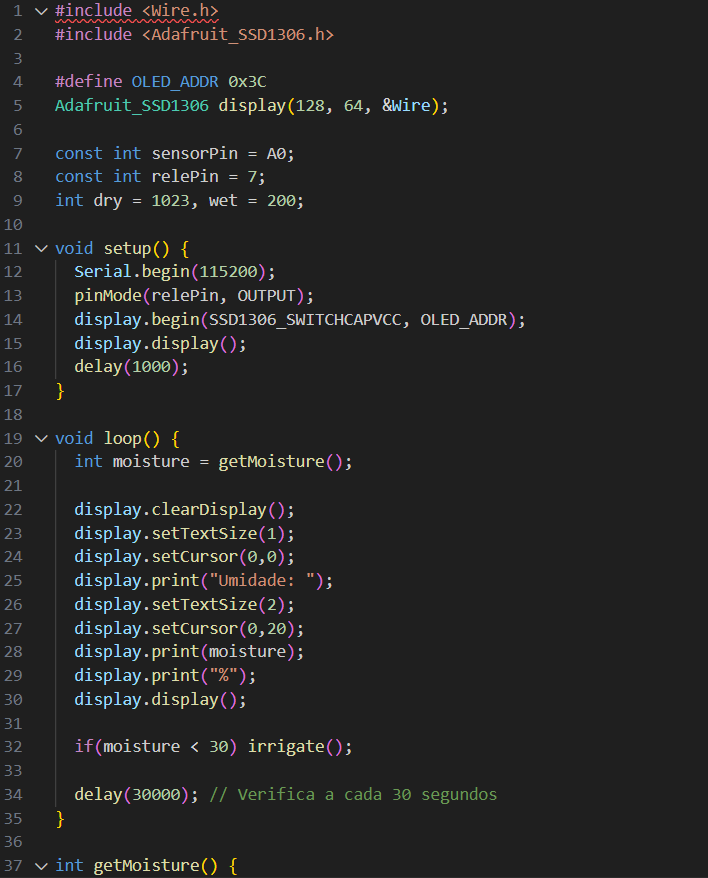 1 #include <Wire.h>
2 #include <Adafruit_SSD1306.h>
3
4 #define OLED_ADDR 0x3C
5 Adafruit_SSD1306 display(128, 64, &Wire);
6
7 const int sensorPin = A0;
8 const int relePin = 7;
9 int dry = 1023, wet = 200;
10
11 void setup() {
12   Serial.begin(115200);
13   pinMode(relePin, OUTPUT);
14   display.begin(SSD1306_SWITCHCAPVCC, OLED_ADDR);
15   display.display();
16   delay(1000);
17 }
18
19 void loop() {
20   int moisture = getMoisture();
21
22   display.clearDisplay();
23   display.setTextSize(1);
24   display.setCursor(0,0);
25   display.print("Umidade: ");
26   display.setTextSize(2);
27   display.setCursor(0,20);
28   display.print(moisture);
29   display.print("%");
30   display.display();
31
32   if(moisture < 30) irrigate();
33
34   delay(30000); // Verifica a cada 30 segundos
35 }
36
37 int getMoisture() {